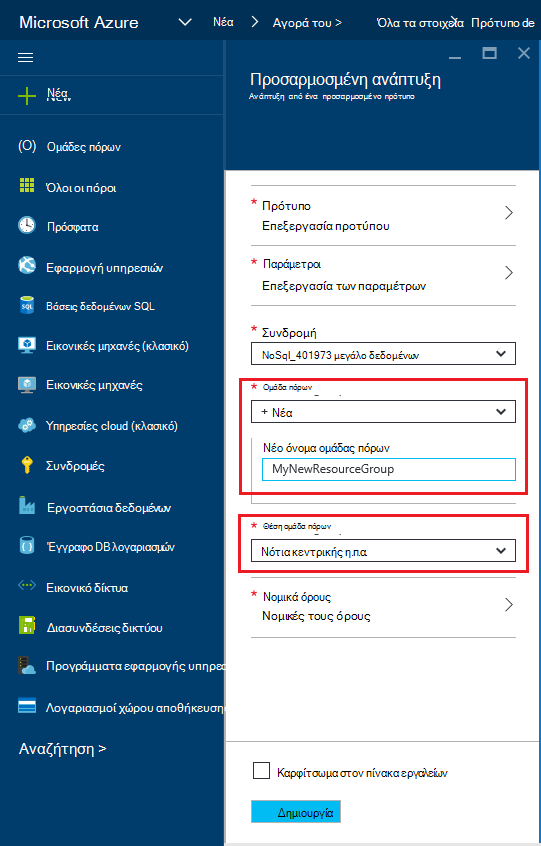 Microsoft Azure Νέα Αγορά του > Όλα τα στοιχεία Πρότυπο de
Νέα
Ομάδες πόρων
Όλοι οι πόροι
Πρόσφατα
Εφαρμογή υπηρεσιών
Βάσεις δεδομένων SQL
Εικονικές μηχανές (κλασικό)
Εικονικές μηχανές
Υπηρεσίες cloud (κλασικό)
Συνδρομές
Εργοστάσια δεδομένων
Έγγραφο DB λογαριασμών
Εικονικό δίκτυα
Διασυνδέσεις δικτύου
Προγράμματα εφαρμογής υπηρε
Λογαριασμοί χώρου αποθήκευσης
Αναζήτηση >
Προσαρμοσμένη ανάπτυξη
Ανάπτυξη από ένα προσαρμοσμένο πρότυπο
* Πρότυπο
Επεξεργασία προτύπου
* Παράμετροι
Επεξεργασία των παραμέτρων
* Συνδρομή
NoSql_401973 μεγάλο δεδομένων
* Ομάδα πόρων
+ Νέα
Νέο όνομα ομάδας πόρων
MyNewResourceGroup
* Θέση ομάδα πόρων
Νότια κεντρικής η.π.α.
* Νομικά όρους
Νομικές τους όρους
Καρφίτσωμα στον πίνακα εργαλείων
Δημιουργία